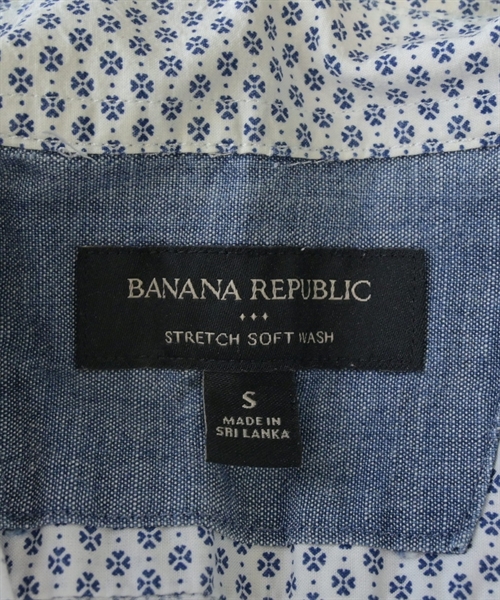 BANANA REPUBLIC
STRETCH SOFT WASH
S
MADE IN
SRI LANKA